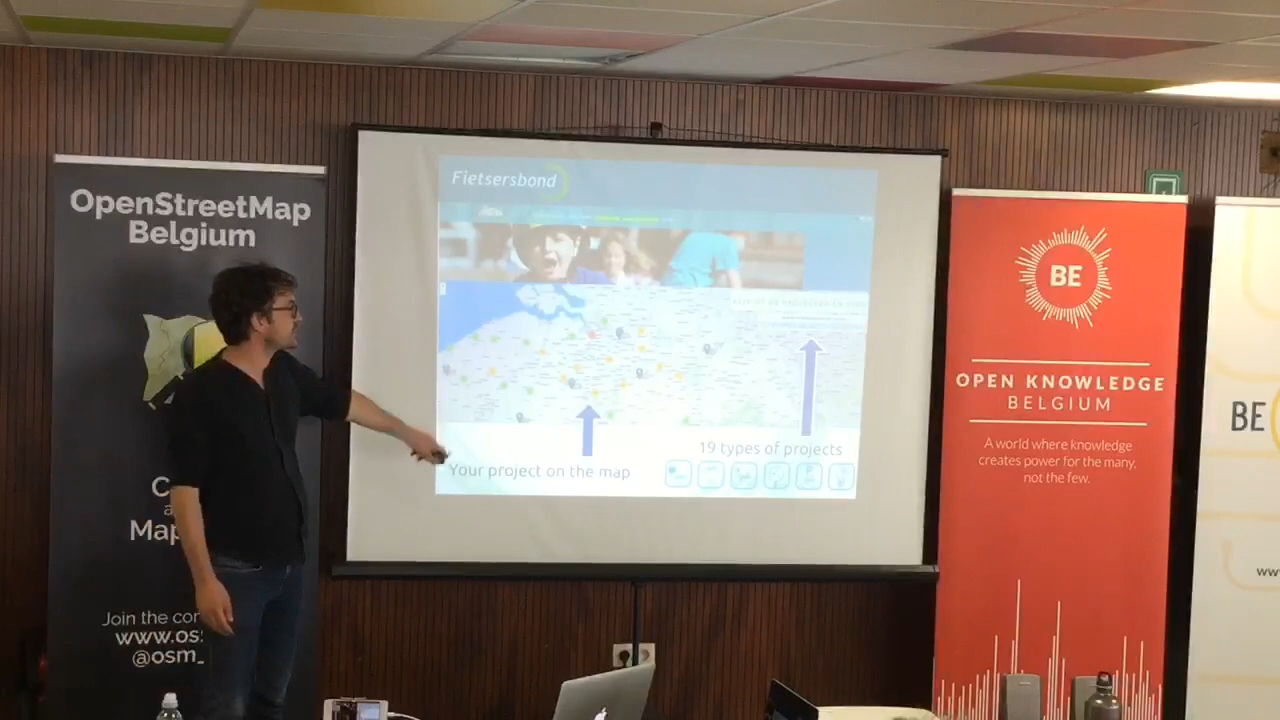 OpenStreetMap
Belgium
Join the
www.os
@osm_
Fietsersbond
19 types of projects
Your project on the map
BE
OPEN KNOWLEDGE
BELGIUM
A world where knowledge
creates power for the many,
not the few.
BE